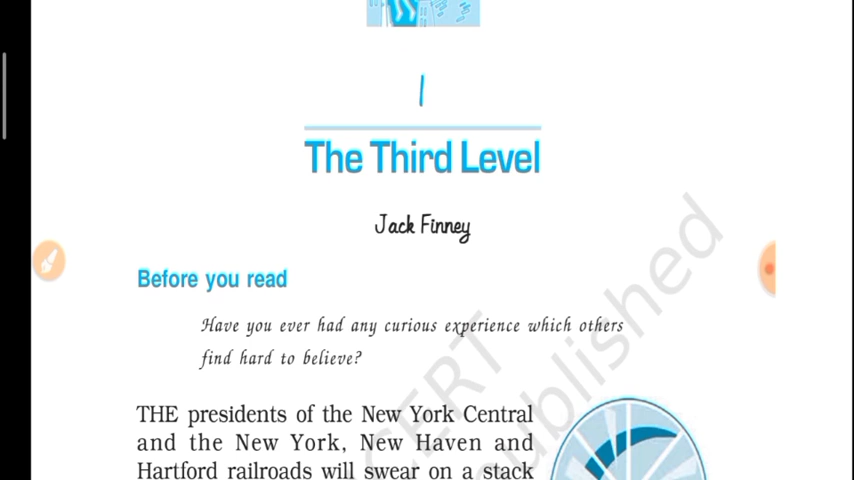 1
The Third Level
Jack Finney
Before you read
Have you ever had any curious experience which others
find hard to believe?
THE presidents of the New York Central
and the New York, New Haven and
Hartford railroads will swear on a stack
CERT
published